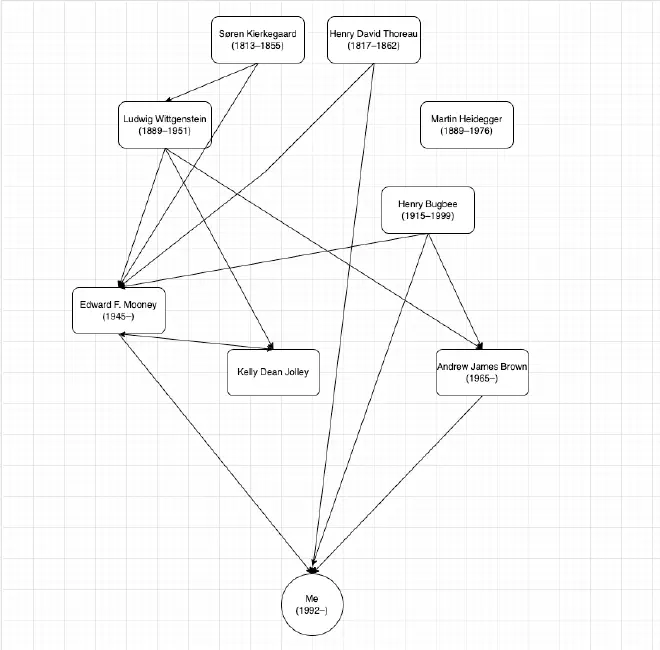 Søren Kierkegaard
(1813–1855)
Henry David Thoreau
(1817–1862)
Ludwig Wittgenstein
(1889–1951)
Martin Heidegger
(1889–1976)
Henry Bugbee
(1915–1999)
Edward F. Mooney
(1945–)
Kelly Dean Jolley
Andrew James Brown
(1965–)
Me
(1992–)